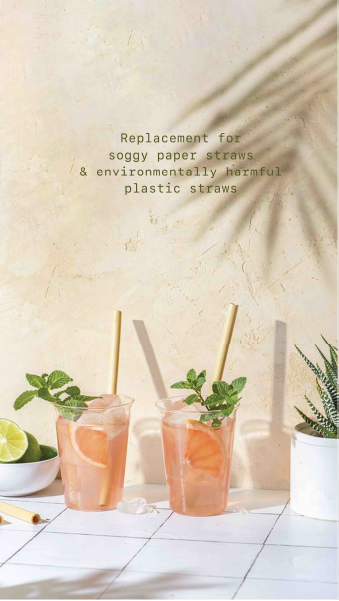 Replacement for
soggy paper straws
& environmentally harmful
plastic straws